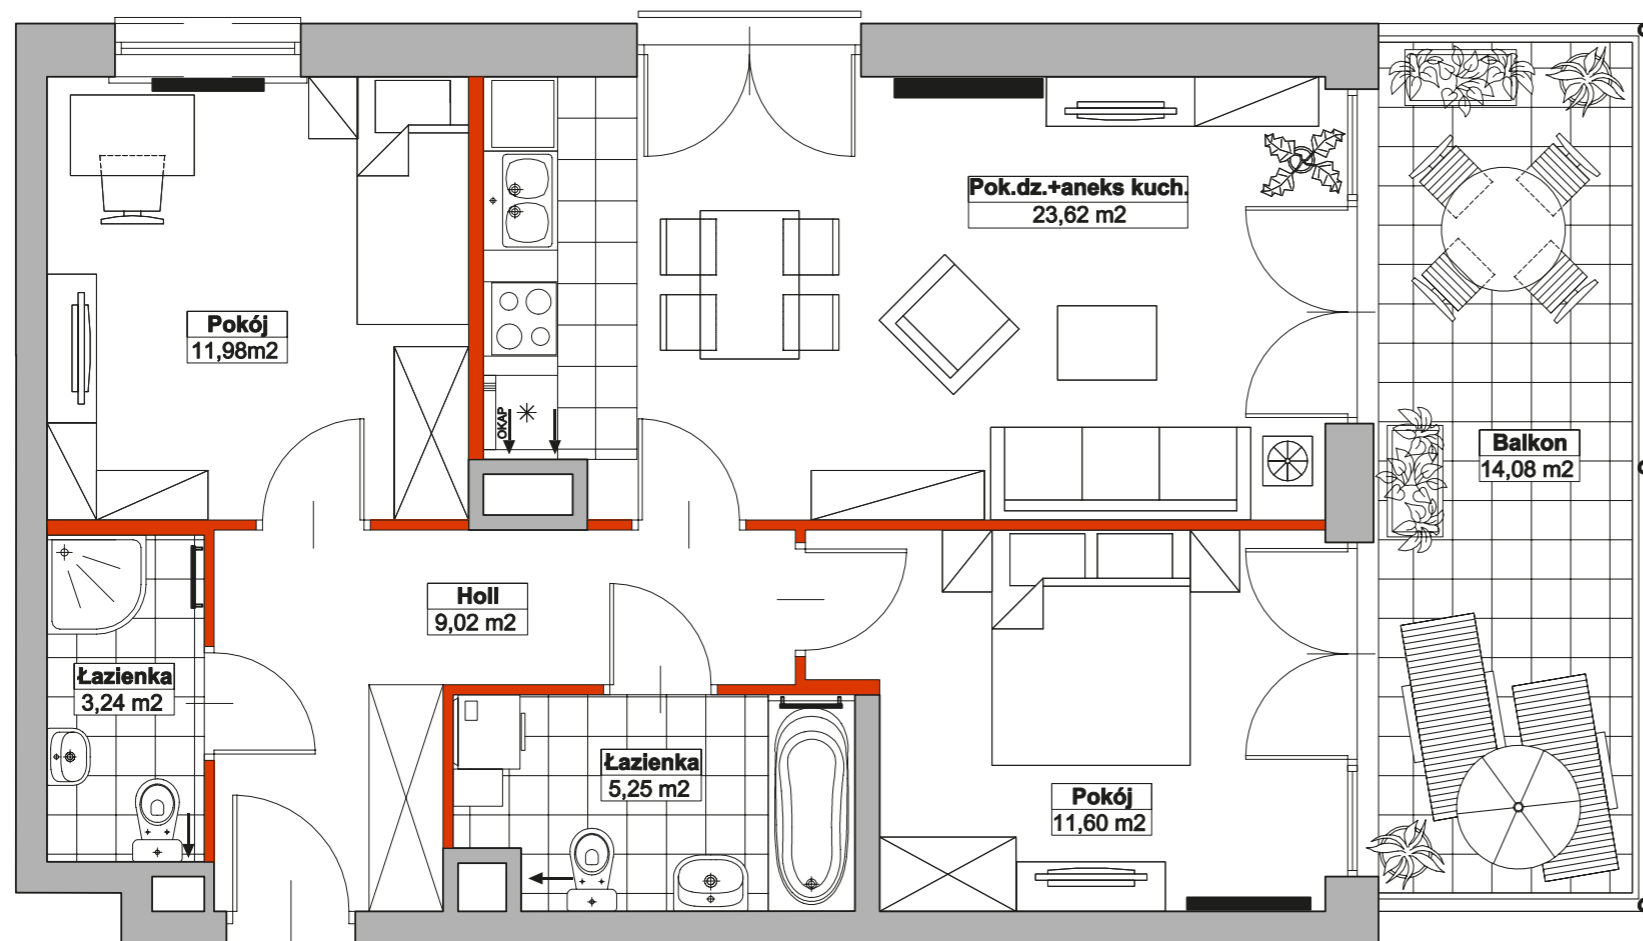 Pok.dz.+aneks kuch.
23,62 m2
Pokój
11,98m2
OKAP
Balkon
14,08 m2
Holl
9,02 m2
Łazienka
3,24 m2
Łazienka
5,25 m2
Pokój
11,60 m2